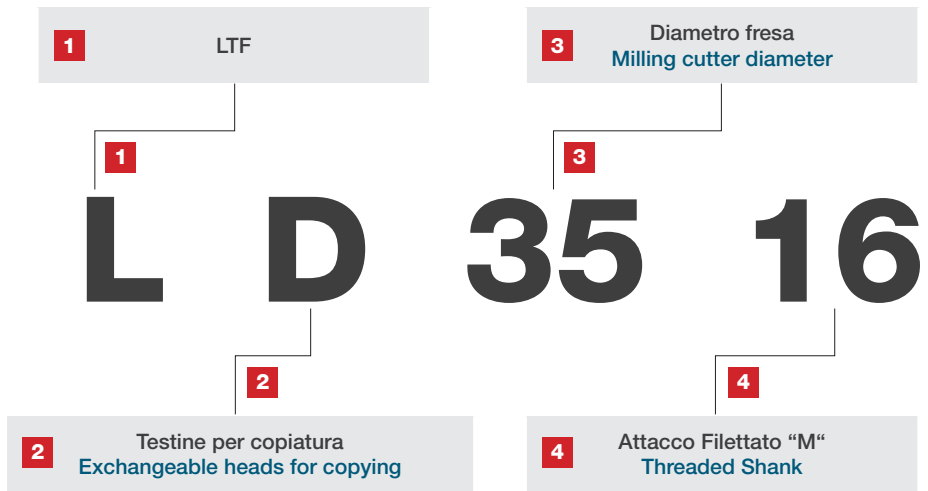 1 LTF
3 Diametro fresa
Milling cutter diameter
1
3
L D 35 16
2
4
2 Testine per copiatura
Exchangeable heads for copying
4 Attacco Filettato “M“
Threaded Shank